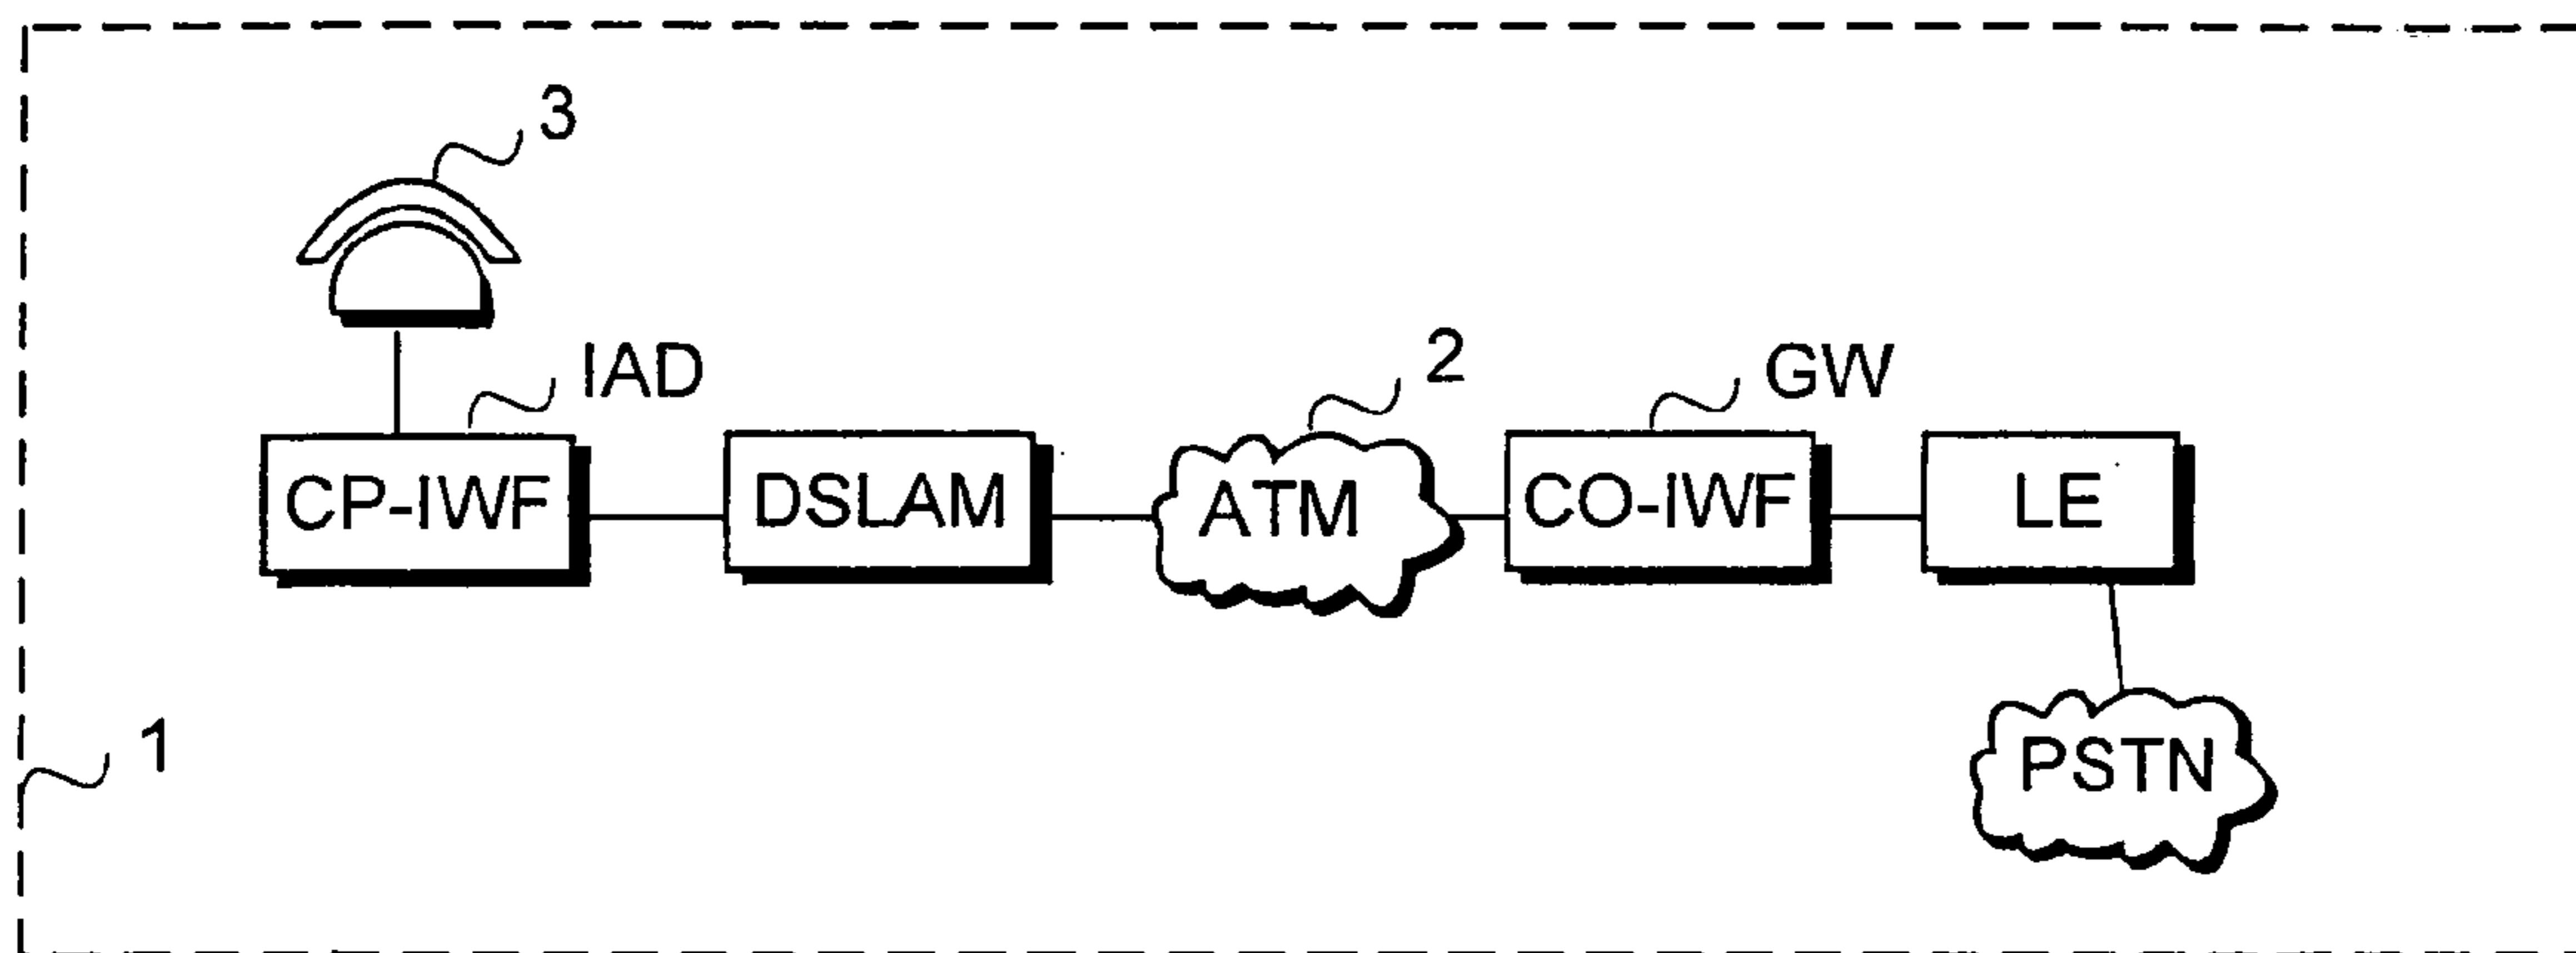 3
IAD
2
GW
CP-IWF
DSLAM
ATM
CO-IWF
LE
1
PSTN